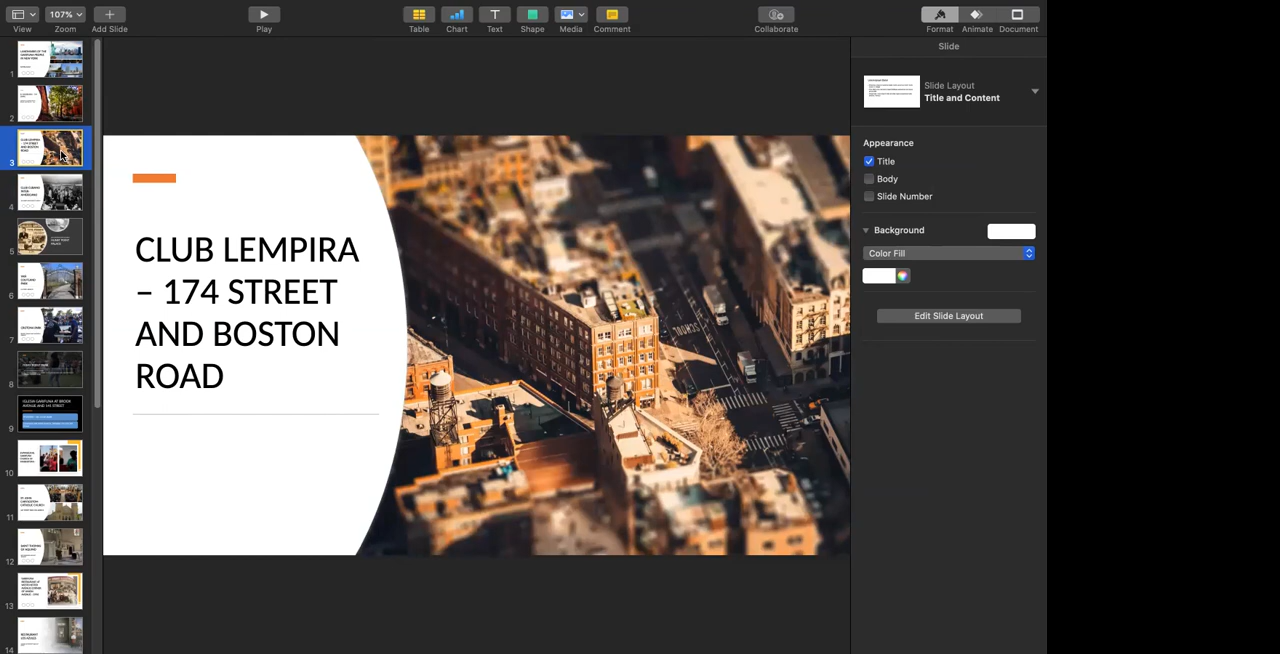 107%
View
Zoom
Add Slide
Play
Table
Chart
Text
Shape
Media
Comment
Collaborate
Format
Animate
Document
Slide
Slide Layout
Title and Content
Appearance
Title
Body
Slide Number
Background
Color Fill
Edit Slide Layout
1
2
3
4
5
6
7
8
9
10
11
12
13
14
CLUB LEMPIRA
– 174 STREET
AND BOSTON
ROAD